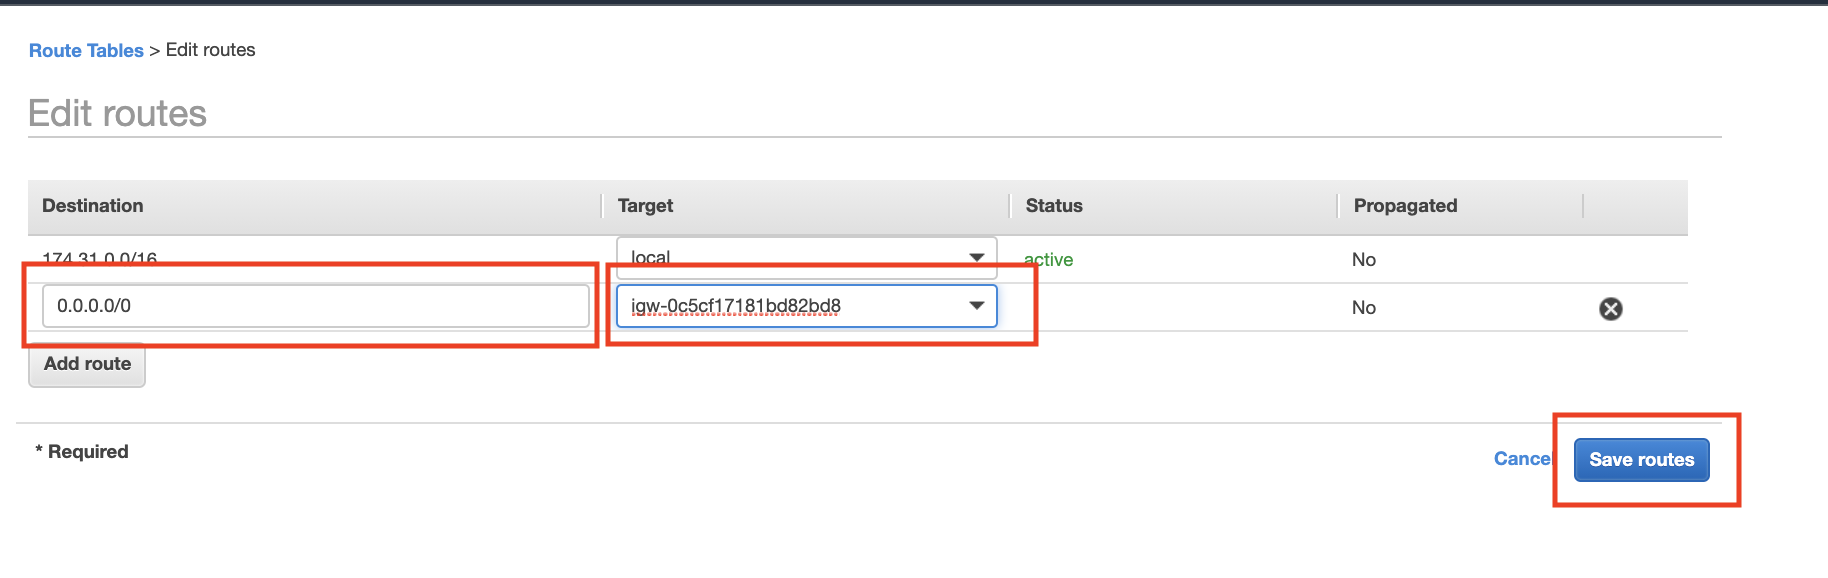 Route Tables > Edit routes
Edit routes
Destination Target Status Propagated
174.31.0.0/16 local active No
0.0.0.0/0 igw-0c5cf17181bd82bd8 No
Add route
* Required
Cancel Save routes